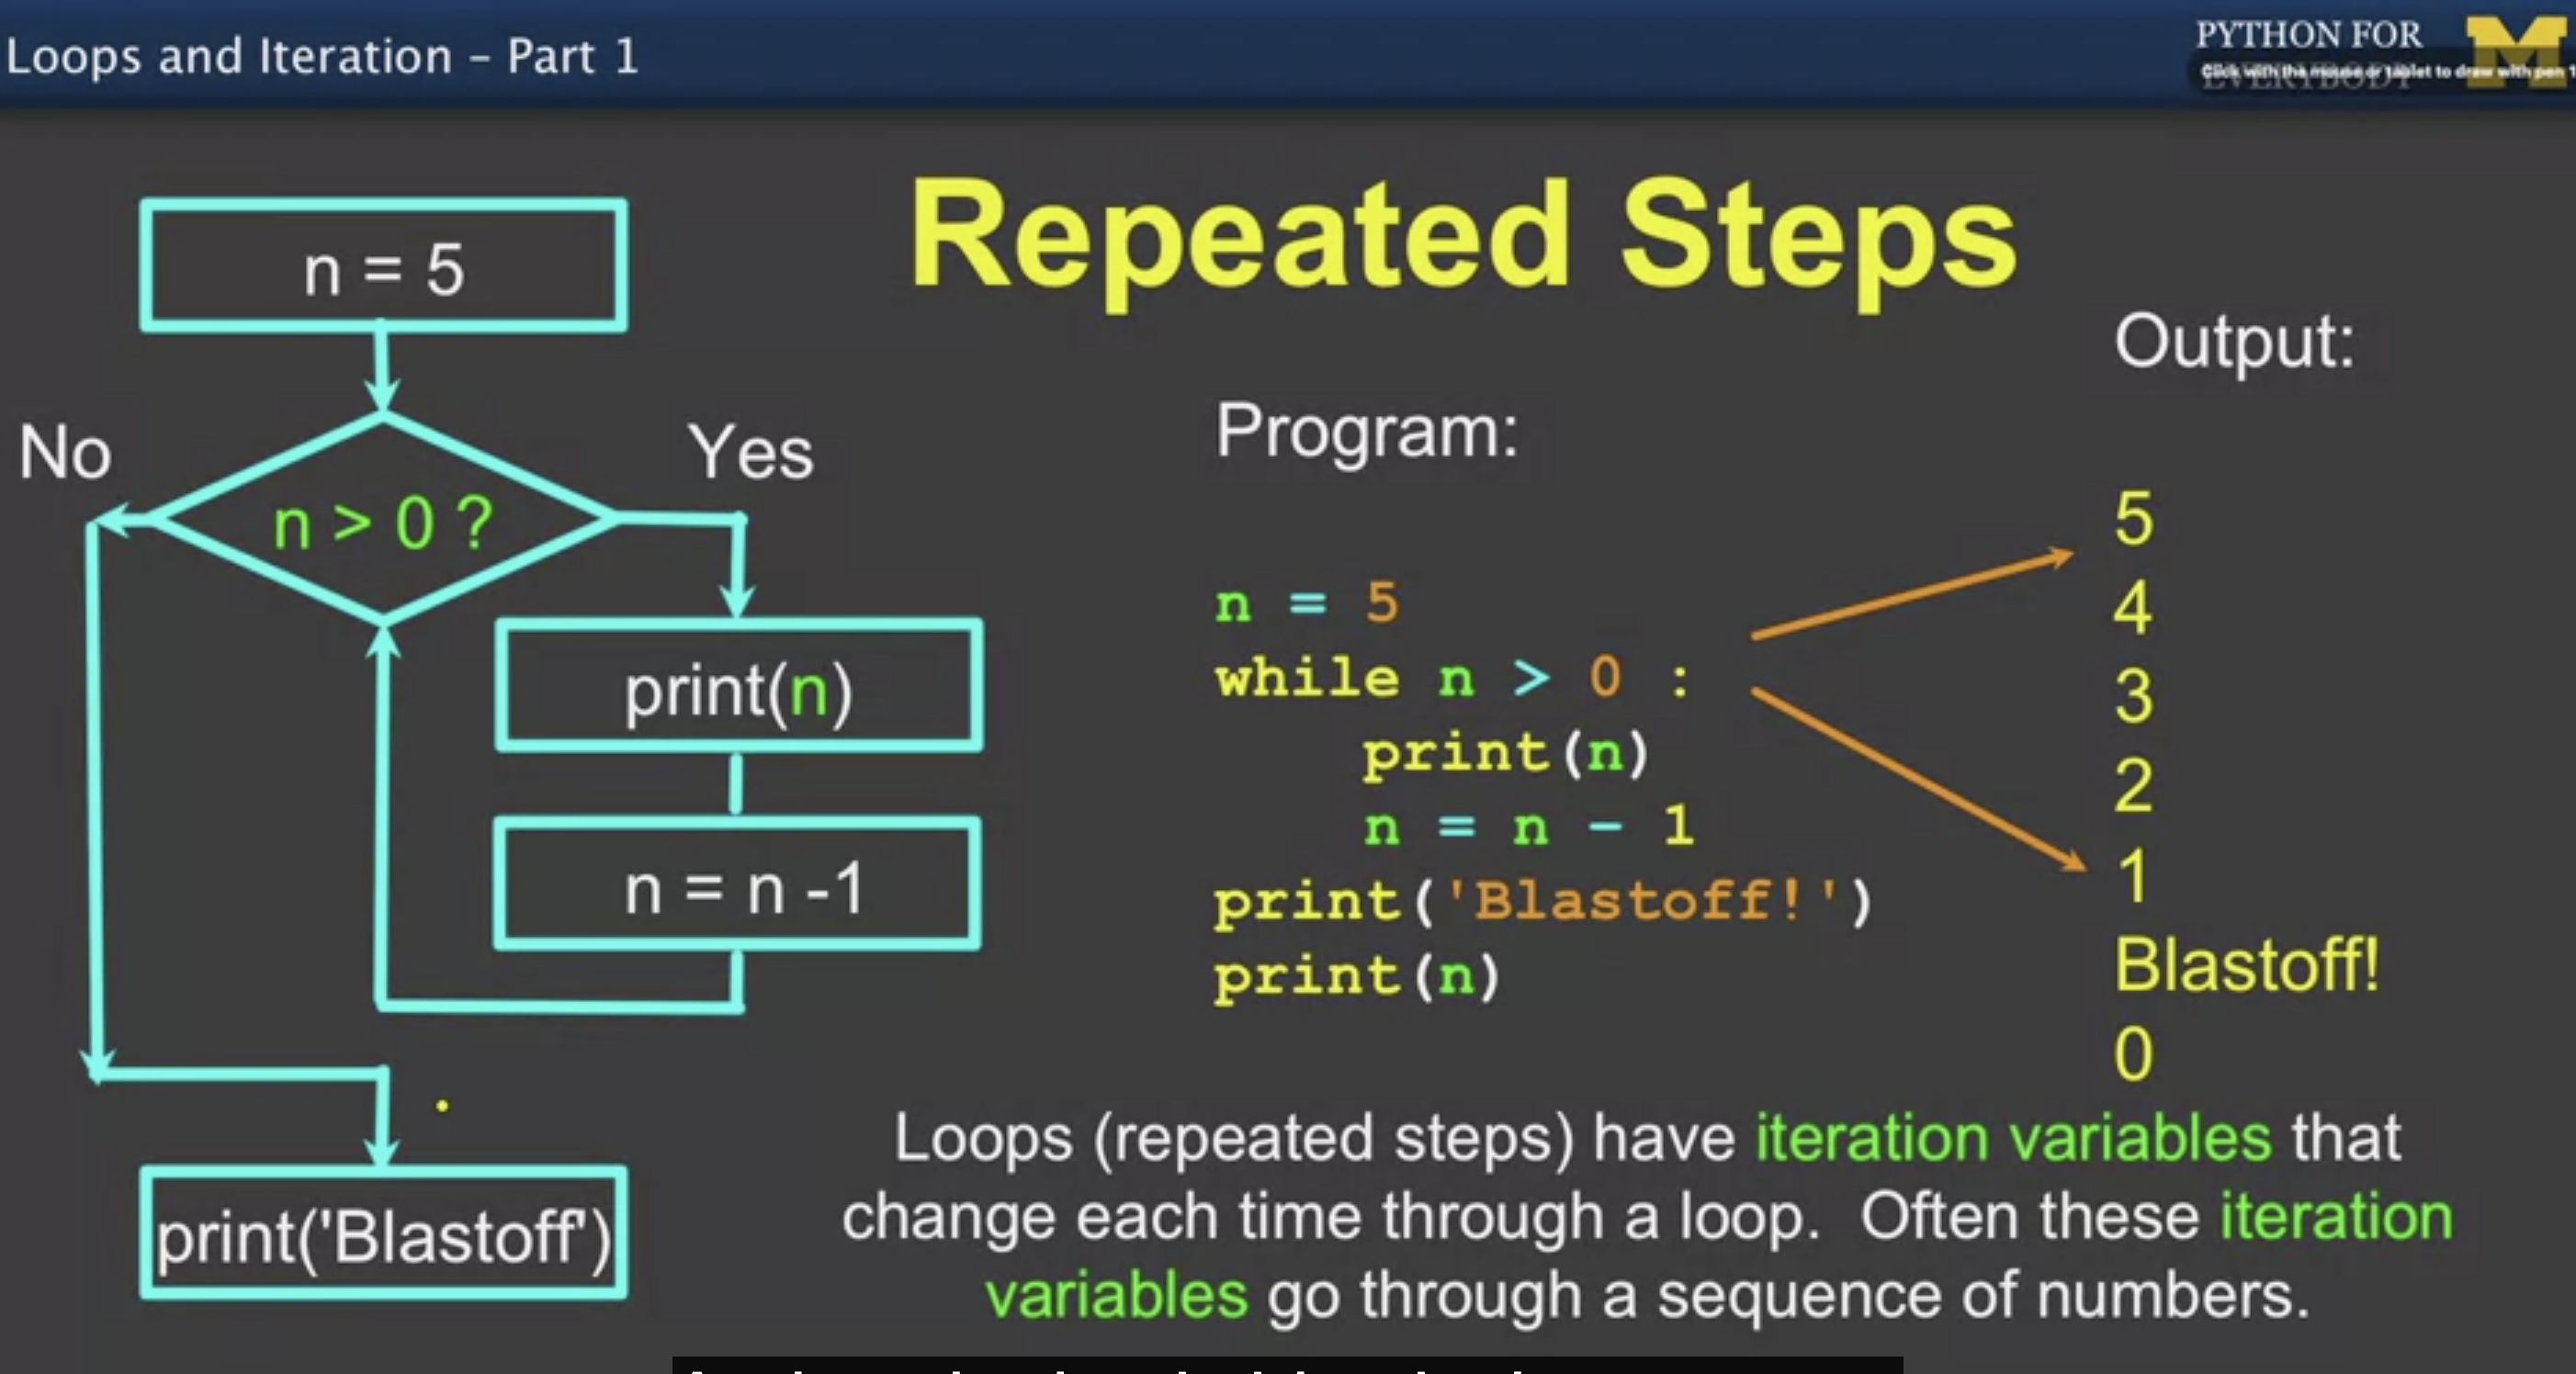 Loops and Iteration – Part 1
PYTHON FOR
EVERYBODY
Click with the mouse or tablet to draw with pen 1
Repeated Steps
n = 5
No
Yes
n > 0 ?
print(n)
n = n -1
print('Blastoff')
Program:
n = 5
while n > 0 :
    print(n)
    n = n – 1
print('Blastoff!')
print(n)
Output:
5
4
3
2
1
Blastoff!
0
Loops (repeated steps) have iteration variables that
change each time through a loop.  Often these iteration
variables go through a sequence of numbers.